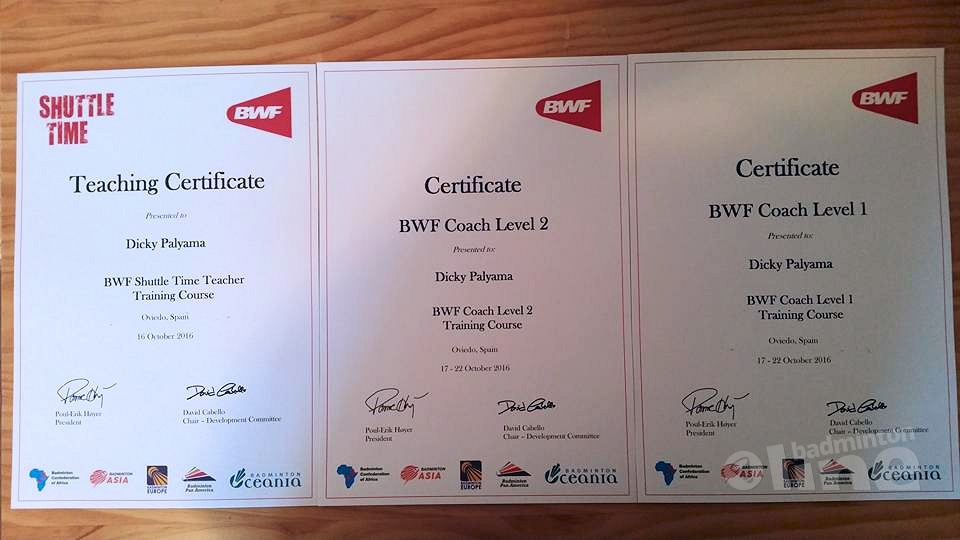 SHUTTLE
TIME
BWF
Teaching Certificate
Presented to
Dicky Palyama
BWF Shuttle Time Teacher
Training Course
Oviedo, Spain
16 October 2016
Poul-Erik Høyer
President
David Cabello
Chair – Development Committee
Badminton
Confederation
of Africa
BADMINTON
ASIA
BADMINTON
EUROPE
Badminton
Pan America
BADMINTON
Oceania
BWF
Certificate
BWF Coach Level 2
Presented to:
Dicky Palyama
BWF Coach Level 2
Training Course
Oviedo, Spain
17 - 22 October 2016
Poul-Erik Høyer
President
David Cabello
Chair – Development Committee
Badminton
Confederation
of Africa
BADMINTON
ASIA
BADMINTON
EUROPE
Badminton
Pan America
BADMINTON
Oceania
BWF
Certificate
BWF Coach Level 1
Presented to:
Dicky Palyama
BWF Coach Level 1
Training Course
Oviedo, Spain
17 - 22 October 2016
Poul-Erik Høyer
President
David Cabello
Chair – Development Committee
Badminton
Confederation
of Africa
BADMINTON
ASIA
EUROPE
Badminton
Pan America
BADMINTON
Oceania
badminton